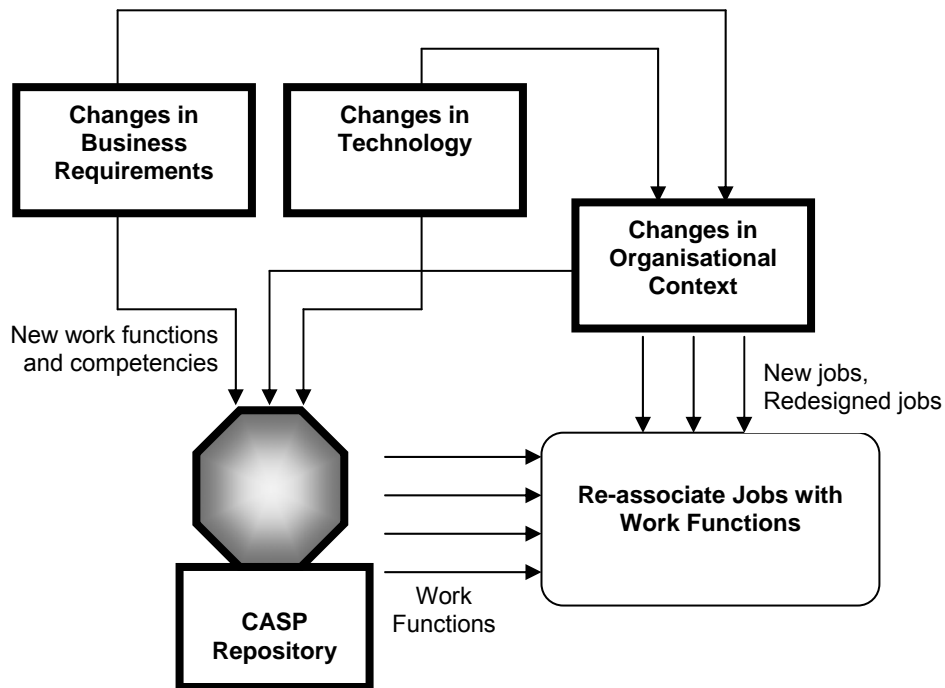 Changes in
Business
Requirements
Changes in
Technology
Changes in
Organisational
Context
New work functions
and competencies
New jobs,
Redesigned jobs
Re-associate Jobs with
Work Functions
Work
Functions
CASP
Repository